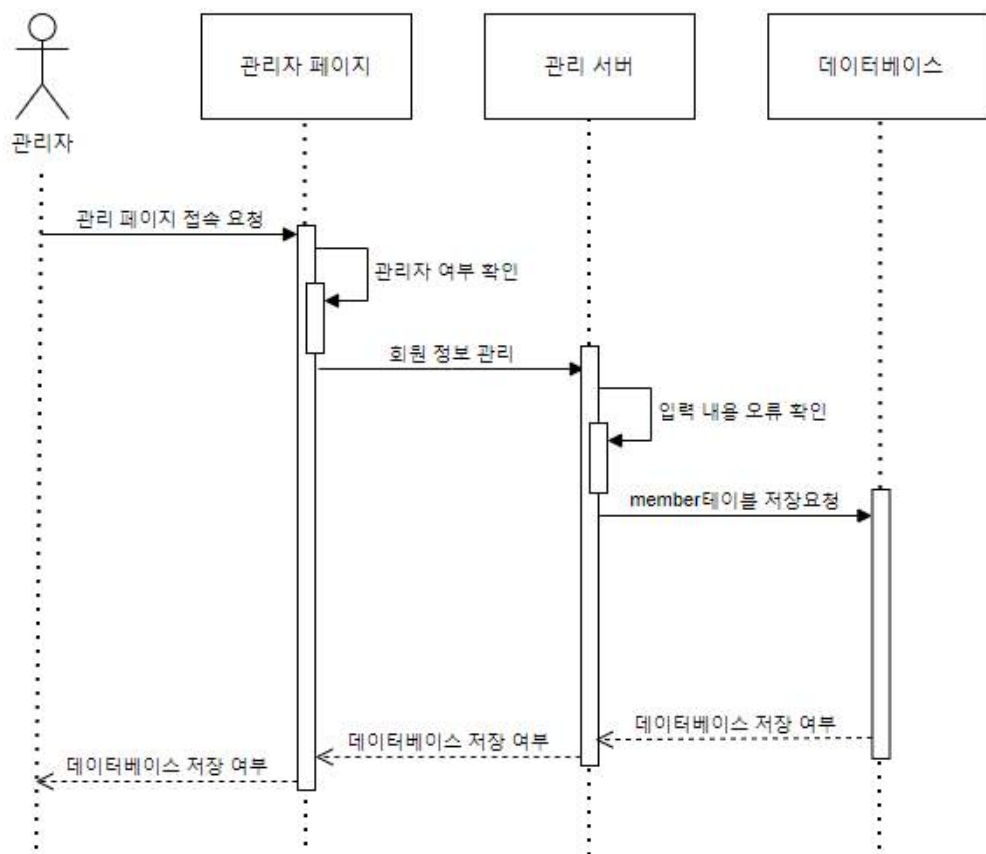 관리자 페이지
관리 서버
데이터베이스
관리자
관리 페이지 접속 요청
관리자 여부 확인
회원 정보 관리
입력 내용 오류 확인
member테이블 저장요청
데이터베이스 저장 여부
데이터베이스 저장 여부
데이터베이스 저장 여부